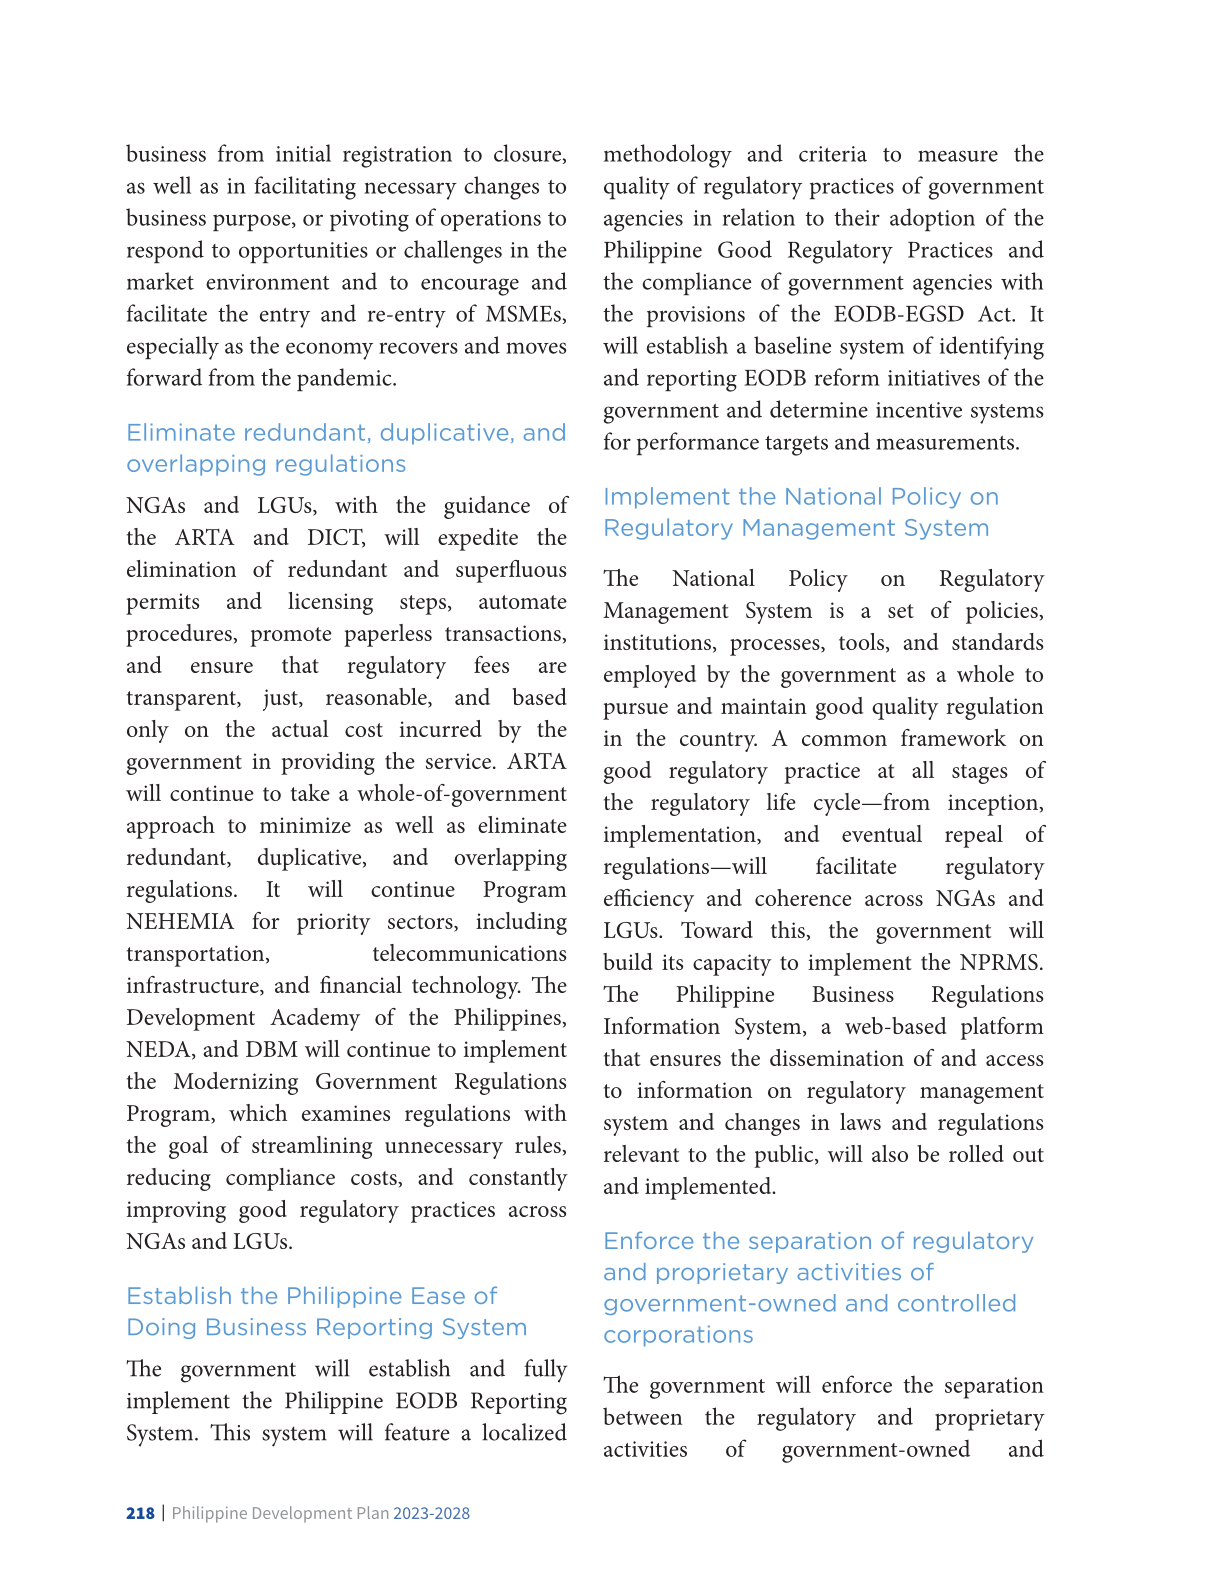 business from initial registration to closure,
as well as in facilitating necessary changes to
business purpose, or pivoting of operations to
respond to opportunities or challenges in the
market environment and to encourage and
facilitate the entry and re-entry of MSMEs,
especially as the economy recovers and moves
forward from the pandemic.
Eliminate redundant, duplicative, and
overlapping regulations
NGAs and LGUs, with the guidance of
the ARTA and DICT, will expedite the
elimination of redundant and superfluous
permits and licensing steps, automate
procedures, promote paperless transactions,
and ensure that regulatory fees are
transparent, just, reasonable, and based
only on the actual cost incurred by the
government in providing the service. ARTA
will continue to take a whole-of-government
approach to minimize as well as eliminate
redundant, duplicative, and overlapping
regulations. It will continue Program
NEHEMIA for priority sectors, including
transportation, telecommunications
infrastructure, and financial technology. The
Development Academy of the Philippines,
NEDA, and DBM will continue to implement
the Modernizing Government Regulations
Program, which examines regulations with
the goal of streamlining unnecessary rules,
reducing compliance costs, and constantly
improving good regulatory practices across
NGAs and LGUs.
Establish the Philippine Ease of
Doing Business Reporting System
The government will establish and fully
implement the Philippine EODB Reporting
System. This system will feature a localized
methodology and criteria to measure the
quality of regulatory practices of government
agencies in relation to their adoption of the
Philippine Good Regulatory Practices and
the compliance of government agencies with
the provisions of the EODB-EGSD Act. It
will establish a baseline system of identifying
and reporting EODB reform initiatives of the
government and determine incentive systems
for performance targets and measurements.
Implement the National Policy on
Regulatory Management System
The National Policy on Regulatory
Management System is a set of policies,
institutions, processes, tools, and standards
employed by the government as a whole to
pursue and maintain good quality regulation
in the country. A common framework on
good regulatory practice at all stages of
the regulatory life cycle—from inception,
implementation, and eventual repeal of
regulations—will facilitate regulatory
efficiency and coherence across NGAs and
LGUs. Toward this, the government will
build its capacity to implement the NPRMS.
The Philippine Business Regulations
Information System, a web-based platform
that ensures the dissemination of and access
to information on regulatory management
system and changes in laws and regulations
relevant to the public, will also be rolled out
and implemented.
Enforce the separation of regulatory
and proprietary activities of
government-owned and controlled
corporations
The government will enforce the separation
between the regulatory and proprietary
activities of government-owned and
218 | Philippine Development Plan 2023-2028